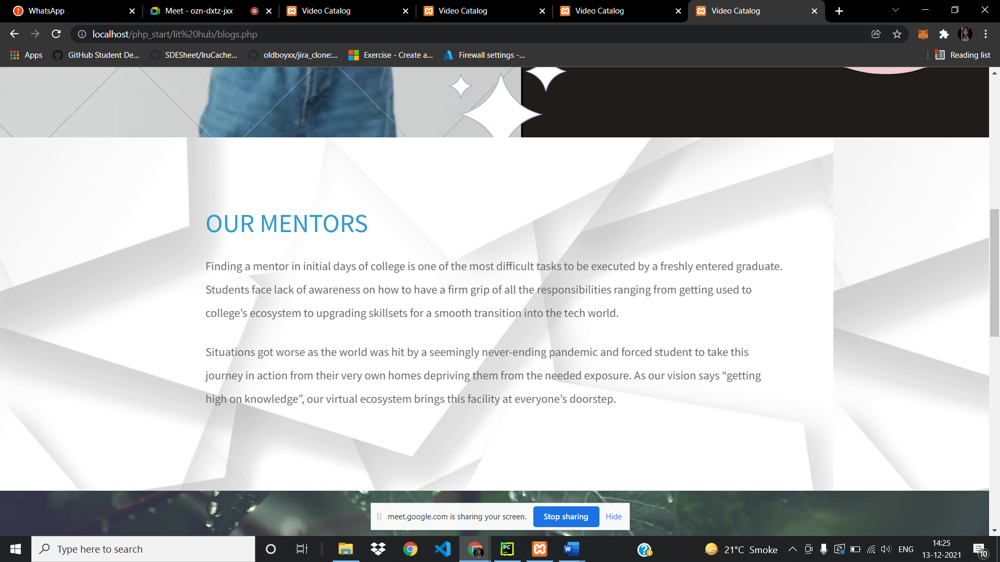 WhatsApp
Meet - ozn-dxtz-jxx
Video Catalog
Video Catalog
Video Catalog
Video Catalog
localhost/php_start/lit%20hub/blogs.php
Apps
GitHub Student De...
SDESheet/lruCache...
oldboyxx/jira_clone:...
Exercise - Create a...
Firewall settings -...
Reading list
OUR MENTORS
Finding a mentor in initial days of college is one of the most difficult tasks to be executed by a freshly entered graduate.
Students face lack of awareness on how to have a firm grip of all the responsibilities ranging from getting used to
college’s ecosystem to upgrading skillsets for a smooth transition into the tech world.
Situations got worse as the world was hit by a seemingly never-ending pandemic and forced student to take this
journey in action from their very own homes depriving them from the needed exposure. As our vision says “getting
high on knowledge”, our virtual ecosystem brings this facility at everyone’s doorstep.
meet.google.com is sharing your screen.
Stop sharing
Hide
Type here to search
PC
W
21°C Smoke
ENG
14:25
13-12-2021
10